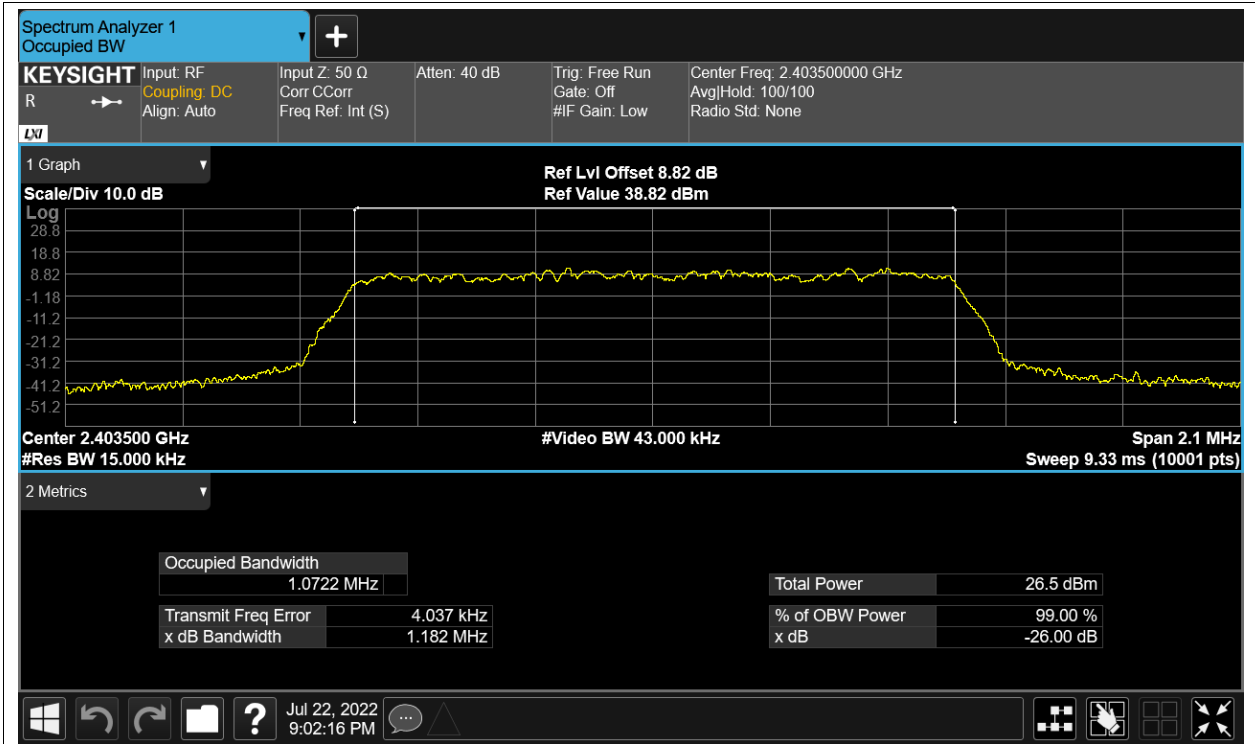 Spectrum Analyzer 1
Occupied BW
KEYSIGHT
R
LXI
Input: RF
Coupling: DC
Align: Auto
Input Z: 50 Ω
Corr CCorr
Freq Ref: Int (S)
Atten: 40 dB
Trig: Free Run
Gate: Off
#IF Gain: Low
Center Freq: 2.403500000 GHz
Avg|Hold: 100/100
Radio Std: None
1 Graph
Scale/Div 10.0 dB
Ref Lvl Offset 8.82 dB
Ref Value 38.82 dBm
Log
28.8
18.8
8.82
-1.18
-11.2
-21.2
-31.2
-41.2
-51.2
Center 2.403500 GHz
#Video BW 43.000 kHz
Span 2.1 MHz
#Res BW 15.000 kHz
Sweep 9.33 ms (10001 pts)
2 Metrics
Occupied Bandwidth
1.0722 MHz
Transmit Freq Error 4.037 kHz
x dB Bandwidth 1.182 MHz
Total Power 26.5 dBm
% of OBW Power 99.00 %
x dB -26.00 dB
?
Jul 22, 2022
9:02:16 PM